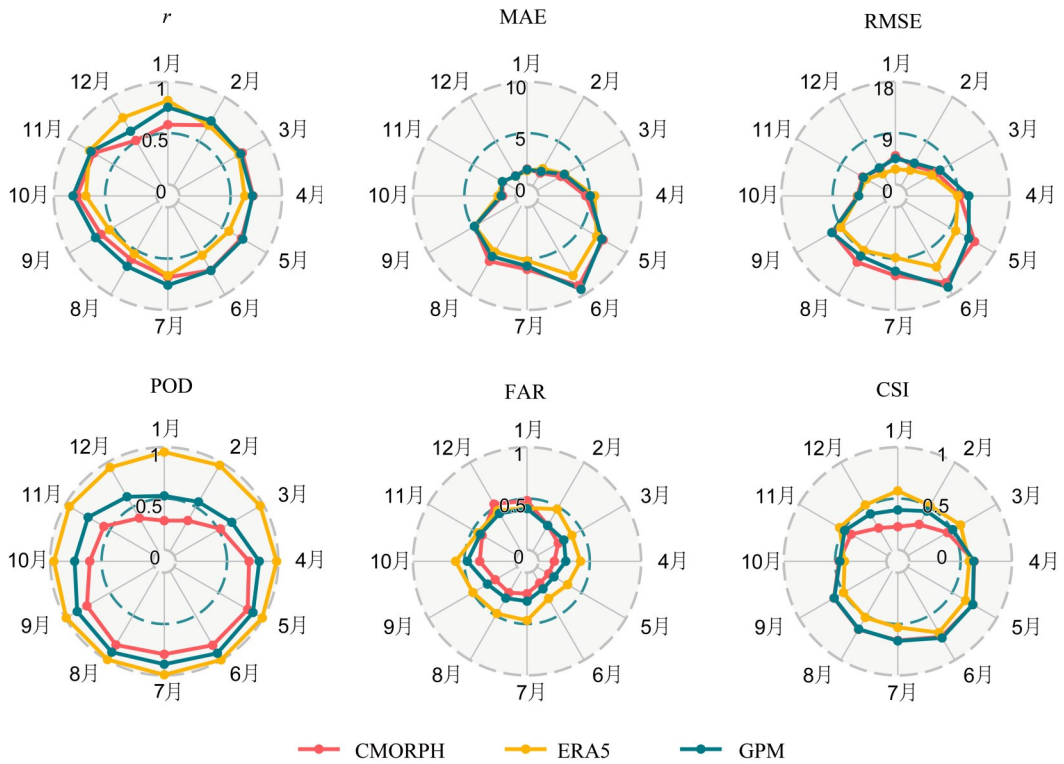 r
MAE
RMSE
1月
2月
3月
4月
5月
6月
7月
8月
9月
10月
11月
12月
1
0.5
0
1月
2月
3月
4月
5月
6月
7月
8月
9月
10月
11月
12月
10
5
0
1月
2月
3月
4月
5月
6月
7月
8月
9月
10月
11月
12月
18
9
0
POD
FAR
CSI
1月
2月
3月
4月
5月
6月
7月
8月
9月
10月
11月
12月
1
0.5
0
1月
2月
3月
4月
5月
6月
7月
8月
9月
10月
11月
12月
1
0.5
0
1月
2月
3月
4月
5月
6月
7月
8月
9月
10月
11月
12月
1
0.5
0
CMORPH
ERA5
GPM